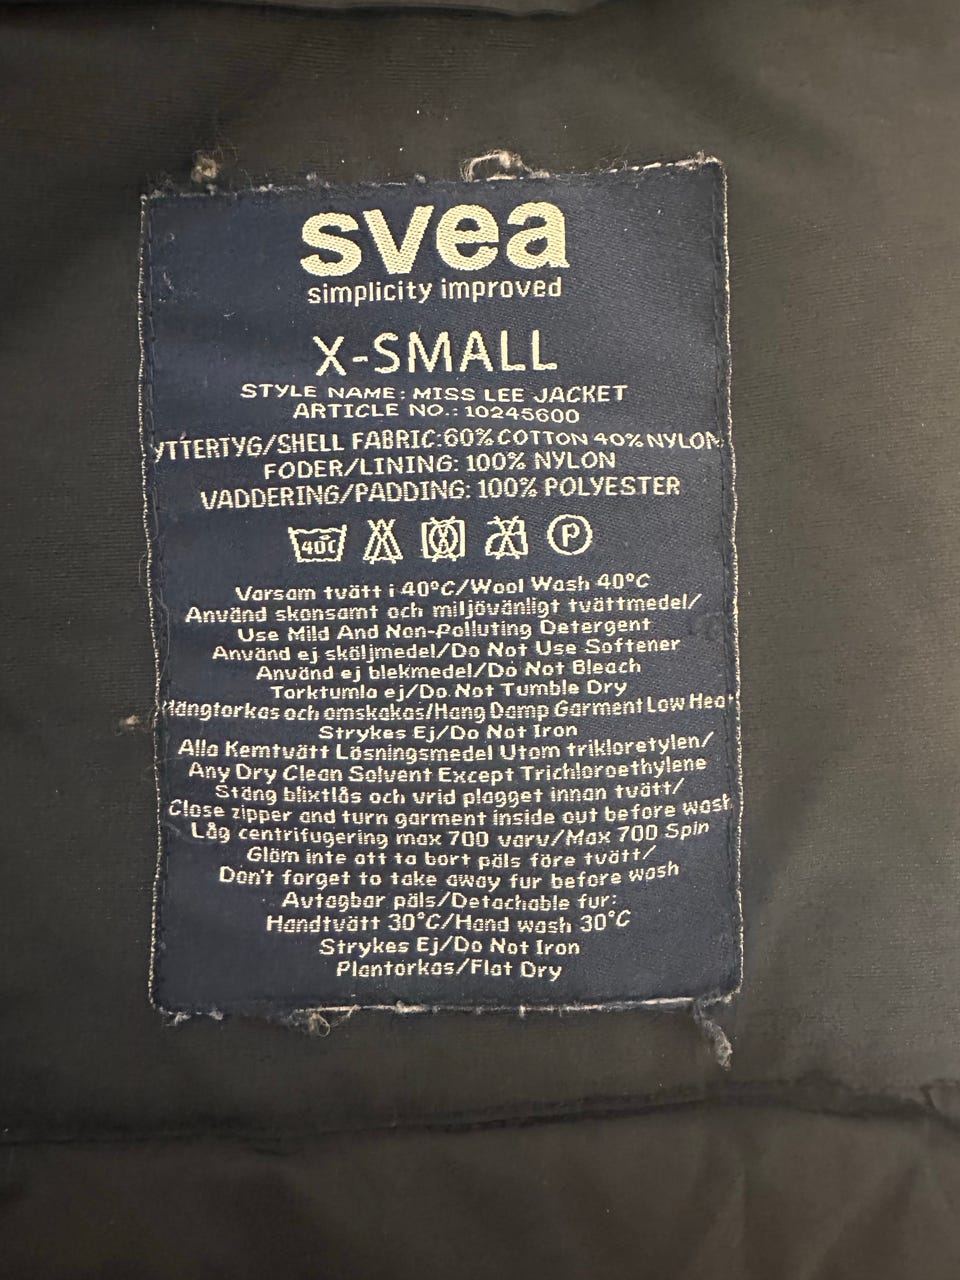 svea
simplicity improved
X-SMALL
STYLE NAME: MISS LEE JACKET
ARTICLE NO.: 10245600
YTTERTYG/SHELL FABRIC:60% COTTON 40% NYLON
FODER/LINING: 100% NYLON
VADDERING/PADDING: 100% POLYESTER
40C P
Varsam tvätt i 40°C/Wool Wash 40°C
Använd skonsamt och miljövänligt tvättmedel/
Use Mild And Non-Polluting Detergent
Använd ej sköljmedel/Do Not Use Softener
Använd ej blekmedel/Do Not Bleach
Torktumla ej/Do Not Tumble Dry
Hängtorkas och omskakas/Hang Damp Garment Low Heat
Strykes Ej/Do Not Iron
Alla Kemtvätt Lösningsmedel Utom trikloretylen/
Any Dry Clean Solvent Except Trichloroethylene
Stäng blixtlås och vrid plagget innan tvätt/
Close zipper and turn garment inside out before wash
Låg centrifugering max 700 varv/Max 700 Spin
Glöm inte att ta bort päls före tvätt/
Don't forget to take away fur before wash
Avtagbar päls/Detachable fur:
Handtvätt 30°C/Hand wash 30°C
Strykes Ej/Do Not Iron
Plantorkas/Flat Dry